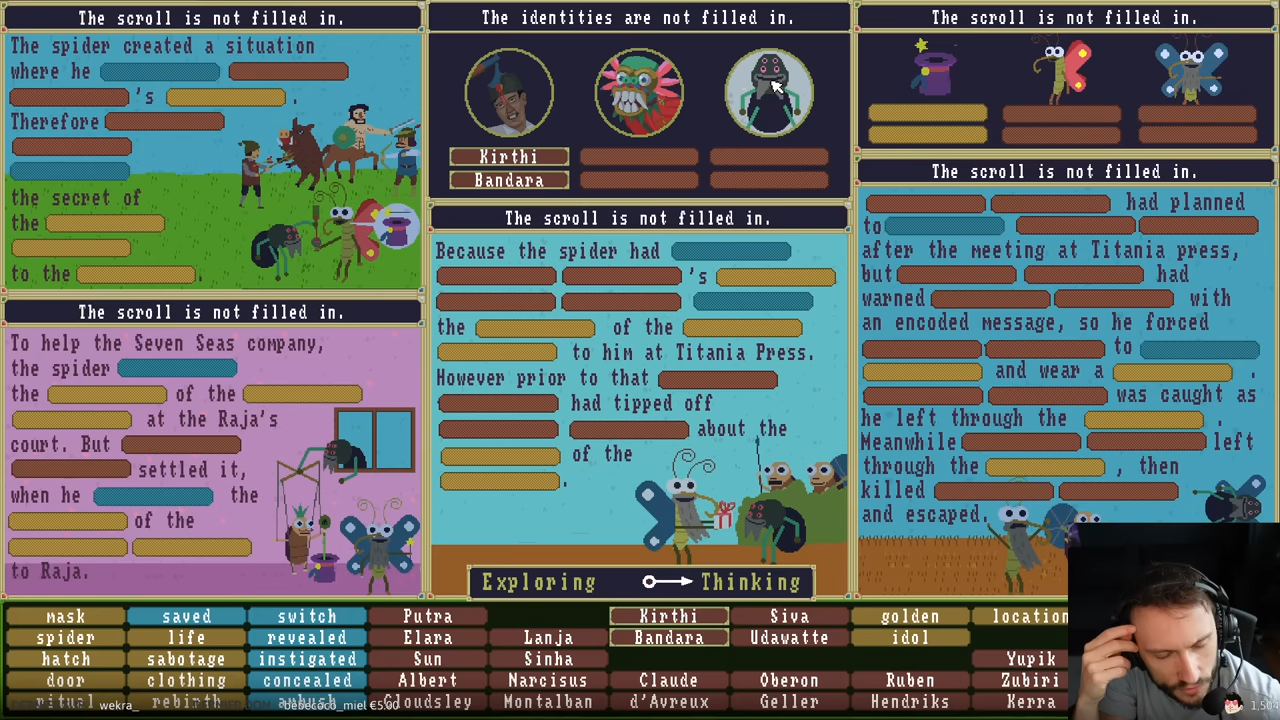 The scroll is not filled in.
The spider created a situation
where he
's .
Therefore
the secret of
the
to the .
The scroll is not filled in.
To help the Seven Seas company,
the spider
the of the
at the Raja's
court. But
settled it,
when he the
of the
to Raja.
The identities are not filled in.
Kirthi
Bandara
The scroll is not filled in.
Because the spider had
's
the of the
to him at Titania Press.
However prior to that
had tipped off
about the
of the
.
The scroll is not filled in.
The scroll is not filled in.
had planned
to
after the meeting at Titania press,
but had
warned with
an encoded message, so he forced
to
and wear a .
was caught as
he left through the .
Meanwhile left
through the , then
killed
and escaped.
Exploring Thinking
mask saved switch Putra Kirthi Siva golden location
spider life revealed Elara Lanja Bandara Udawatte idol
hatch sabotage instigated Sun Sinha Yupik
door clothing concealed Albert Narcisus Claude Oberon Ruben Zubiri
ritual rebirth ambush Cloudsley Montalban d'Avreux Geller Hendriks Kerra
wekra_ bebecoco_miel €5.00
1,504